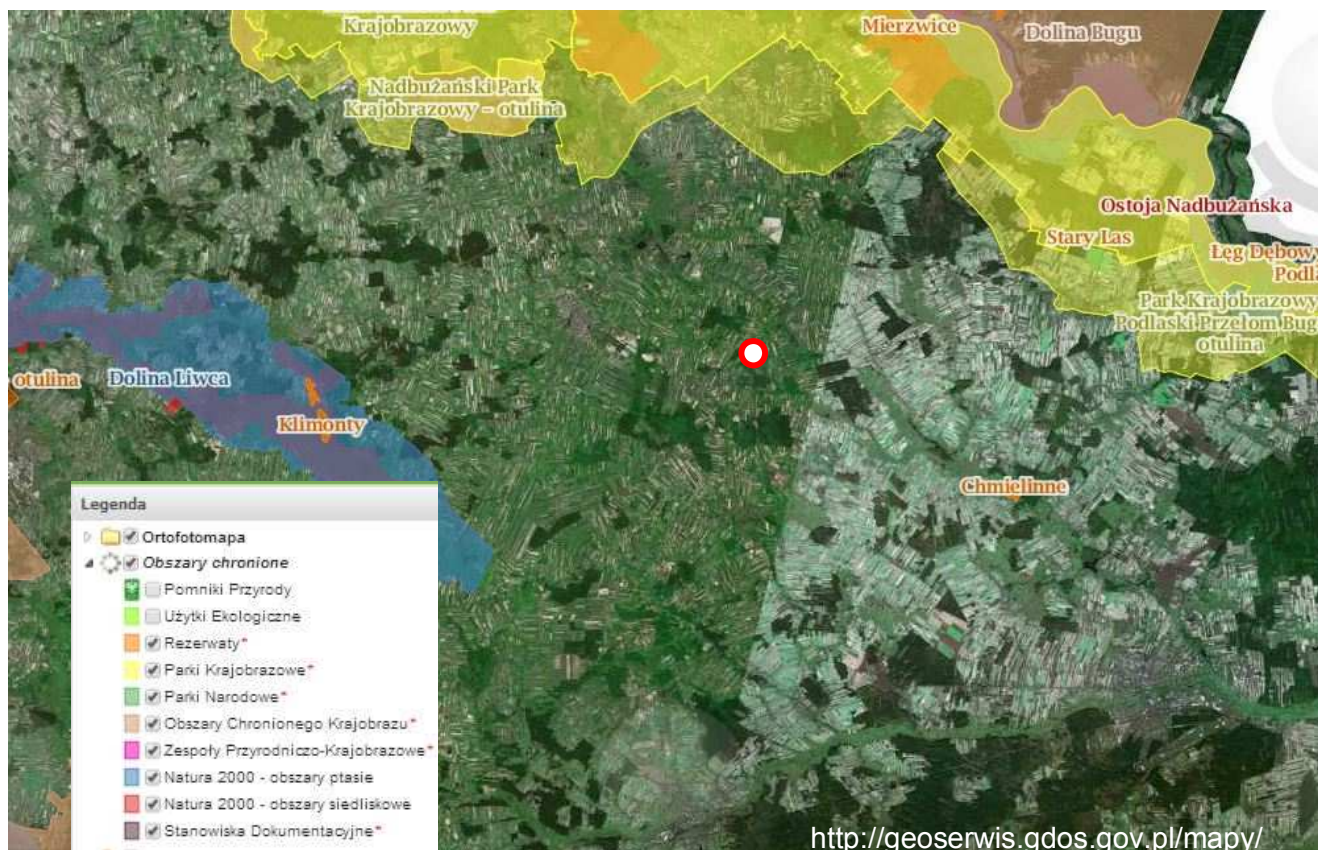 Krajobrazowy
Mierzwice
Dolina Bugu
Nadbużański Park
Krajobrazowy - otulina
Ostoja Nadbużańska
Stary Las
Łęg Dębowy
Podla
Park Krajobrazowy
Podlaski Przełom Bug
otulina
otulina
Dolina Liwca
Klimonty
Chmielinne
Legenda
Ortofotomapa
Obszary chronione
Pomniki Przyrody
Użytki Ekologiczne
Rezerwaty*
Parki Krajobrazowe*
Parki Narodowe*
Obszary Chronionego Krajobrazu*
Zespoły Przyrodniczo-Krajobrazowe*
Natura 2000 - obszary ptasie
Natura 2000 - obszary siedliskowe
Stanowiska Dokumentacyjne*
http://geoserwis.gdos.gov.pl/mapy/